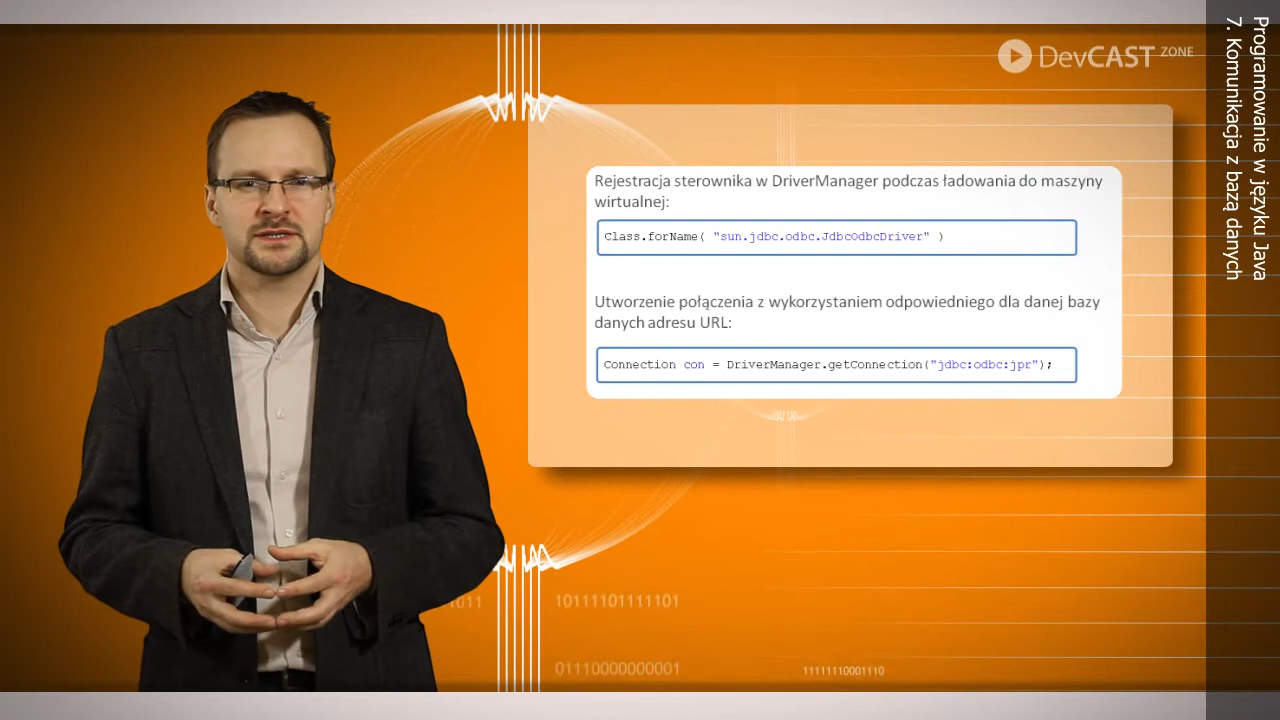 DevCAST ZONE
Programowanie w języku Java
7. Komunikacja z bazą danych
Rejestracja sterownika w DriverManager podczas ładowania do maszyny
wirtualnej:
Class.forName( "sun.jdbc.odbc.JdbcOdbcDriver" )
Utworzenie połączenia z wykorzystaniem odpowiedniego dla danej bazy
danych adresu URL:
Connection con = DriverManager.getConnection("jdbc:odbc:jpr");
1011 10111101111101
01110000000001
11111110001110